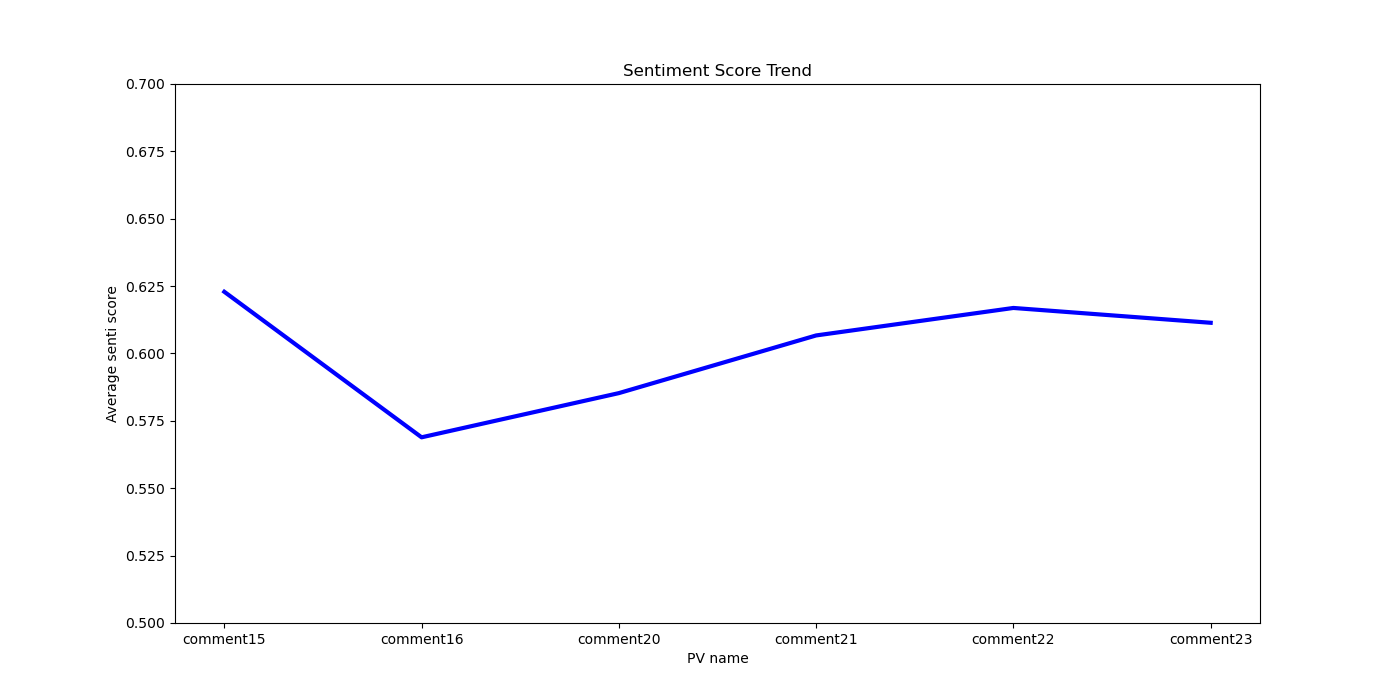 Sentiment Score Trend
0.700
0.675
0.650
0.625
0.600
0.575
0.550
0.525
0.500
Average senti score
comment15 comment16 comment20 comment21 comment22 comment23
PV name